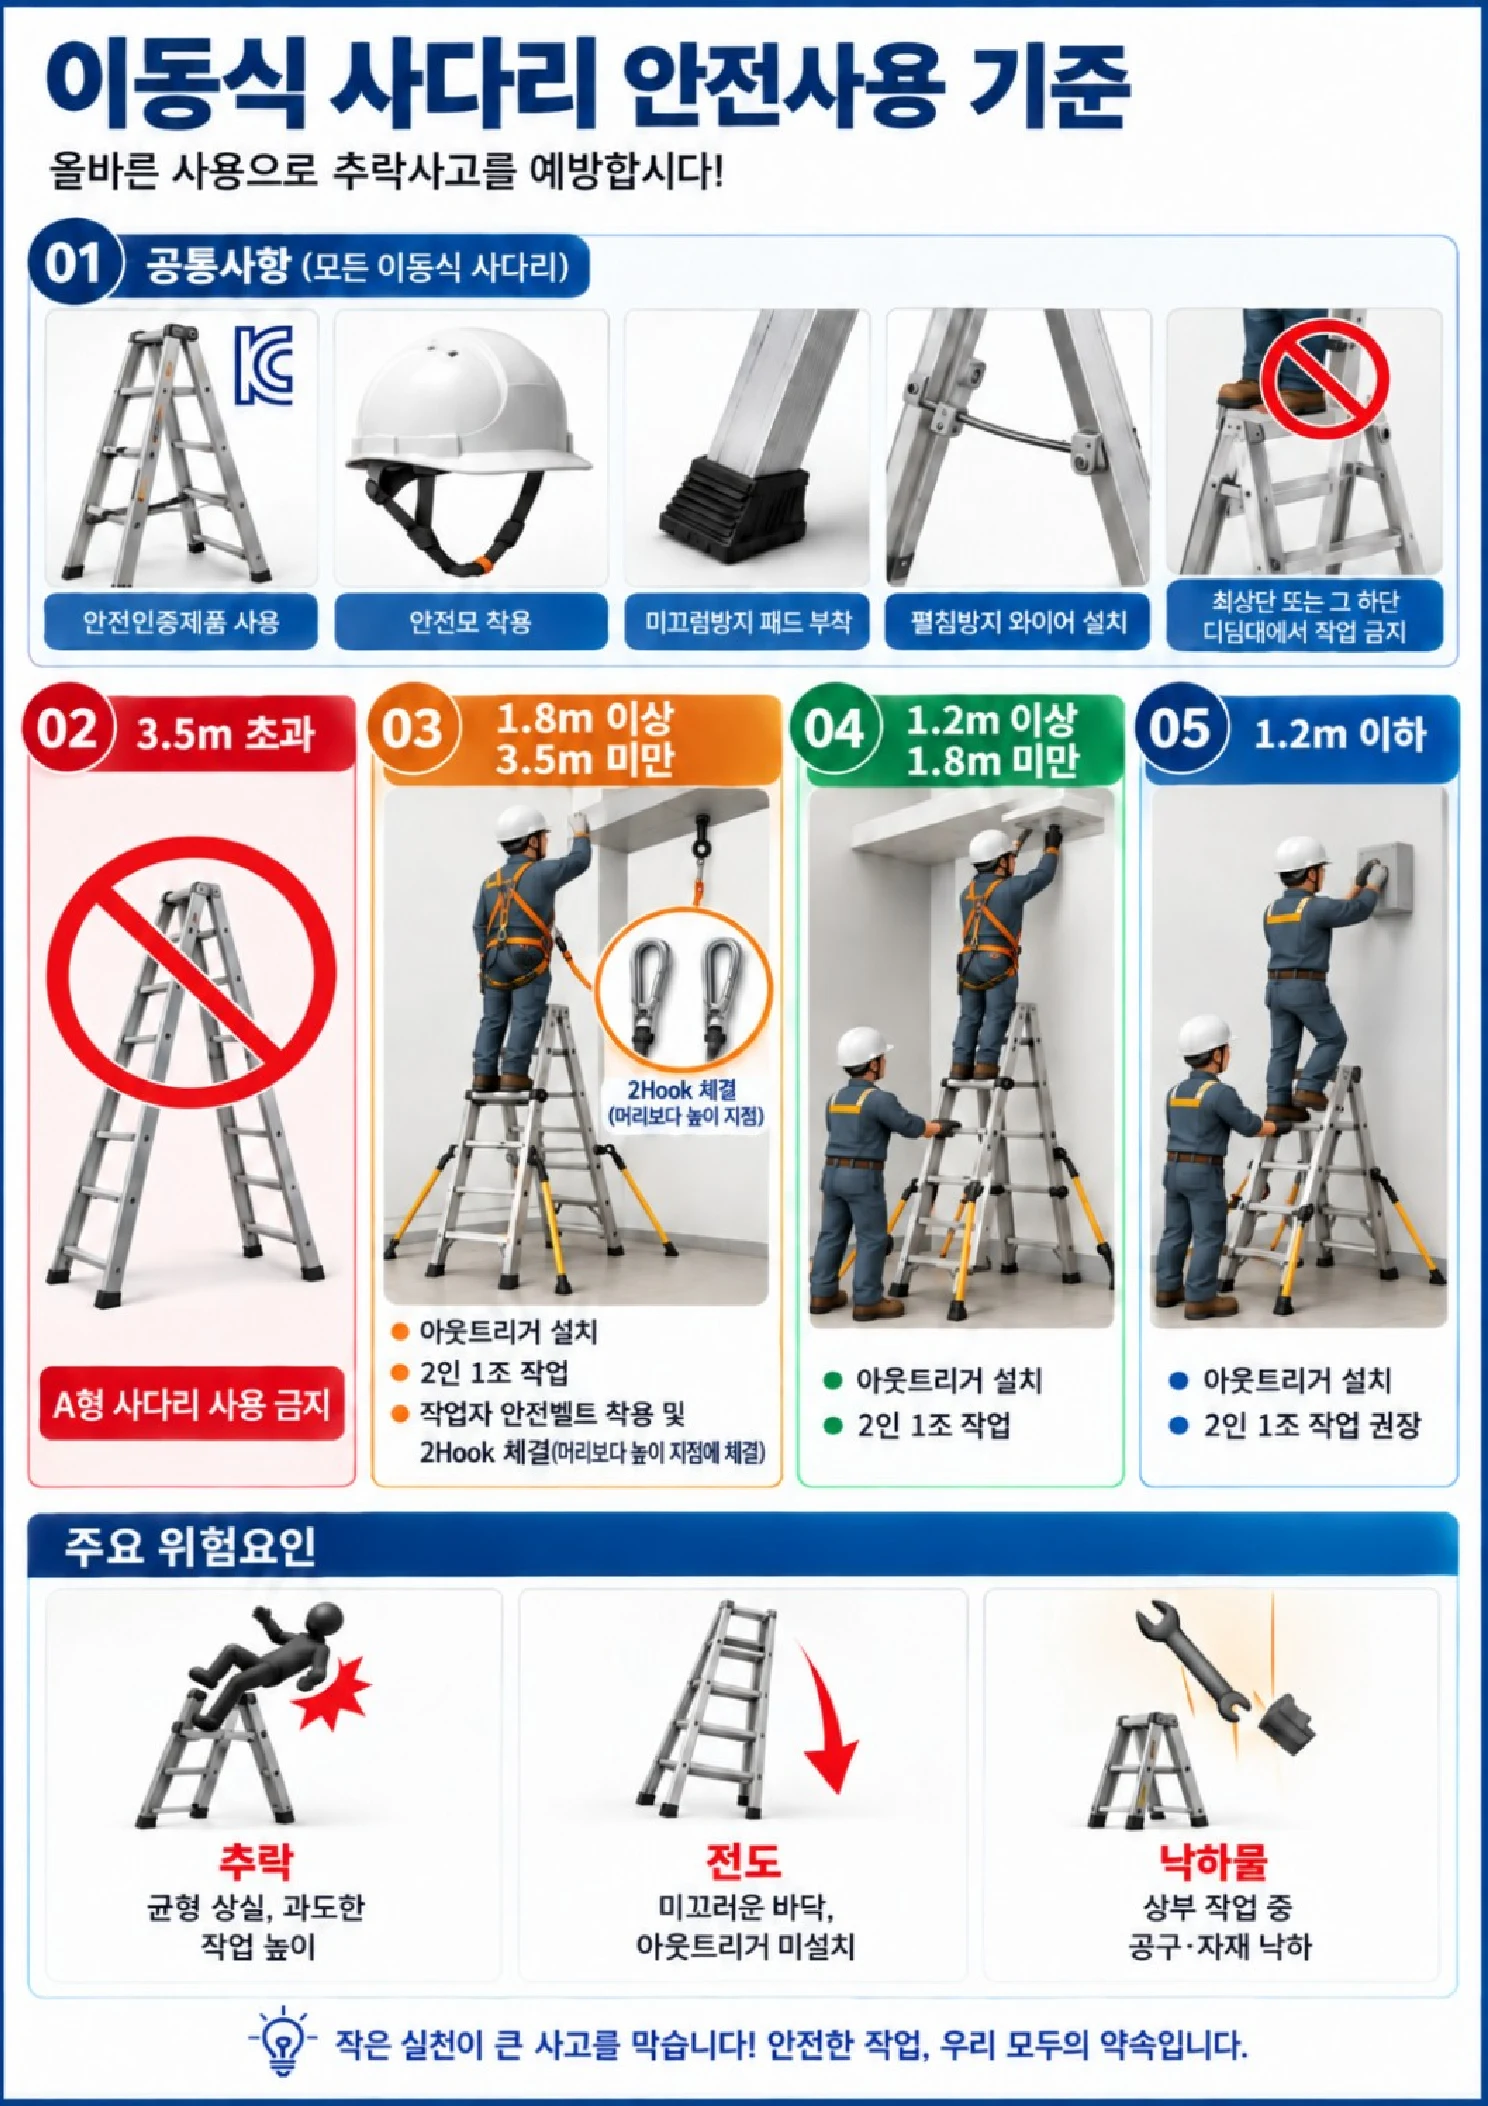 이동식 사다리 안전사용 기준
올바른 사용으로 추락사고를 예방합시다!
01 공통사항 (모든 이동식 사다리)
안전인증제품 사용
안전모 착용
미끄럼방지 패드 부착
펼침방지 와이어 설치
최상단 또는 그 하단
디딤대에서 작업 금지
02 3.5m 초과
A형 사다리 사용 금지
03 1.8m 이상
3.5m 미만
2Hook 체결
(머리보다 높이 지점)
아웃트리거 설치
2인 1조 작업
작업자 안전벨트 착용 및
2Hook 체결(머리보다 높이 지점에 체결)
04 1.2m 이상
1.8m 미만
아웃트리거 설치
2인 1조 작업
05 1.2m 이하
아웃트리거 설치
2인 1조 작업 권장
주요 위험요인
추락
균형 상실, 과도한
작업 높이
전도
미끄러운 바닥,
아웃트리거 미설치
낙하물
상부 작업 중
공구·자재 낙하
작은 실천이 큰 사고를 막습니다! 안전한 작업, 우리 모두의 약속입니다.